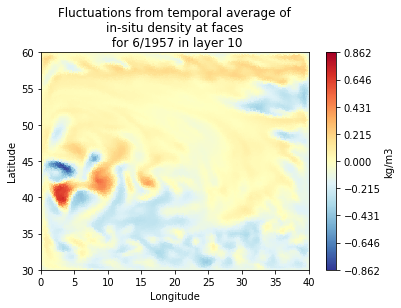 Fluctuations from temporal average of
in-situ density at faces
for 6/1957 in layer 10
60
55
50
45
40
35
30
Latitude
0 5 10 15 20 25 30 35 40
Longitude
0.862
0.646
0.431
0.215
0.000
−0.215
−0.431
−0.646
−0.862
kg/m3